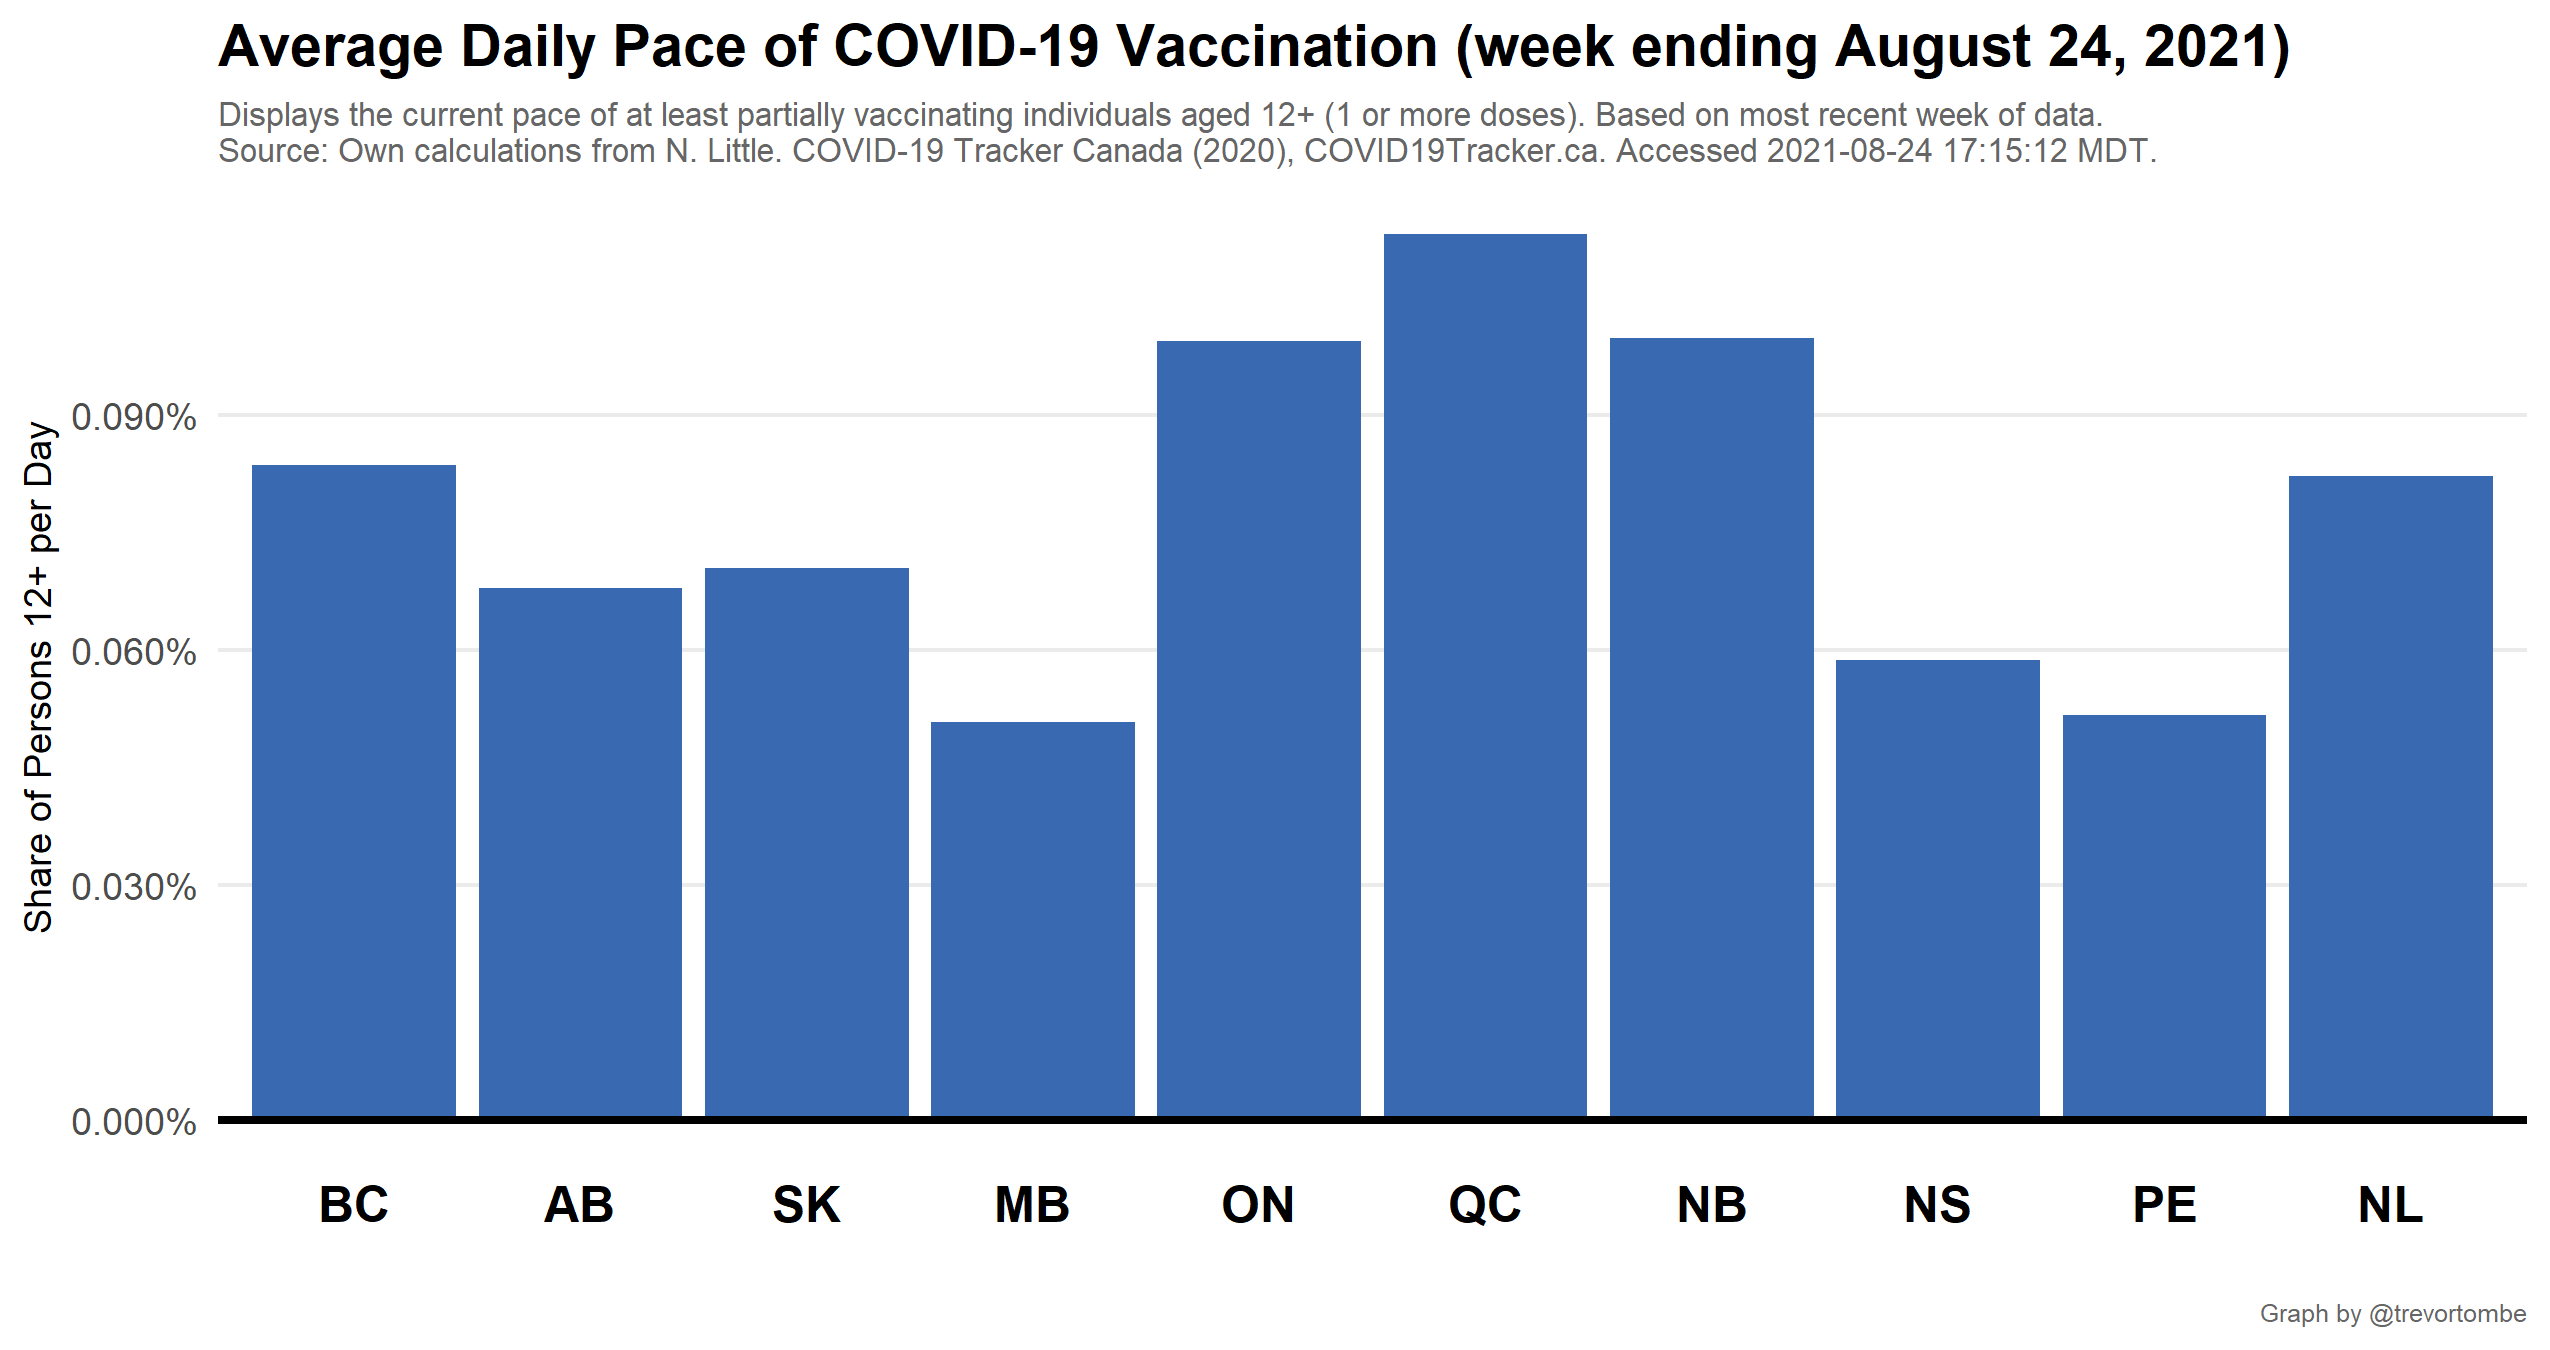 Average Daily Pace of COVID-19 Vaccination (week ending August 24, 2021)
Displays the current pace of at least partially vaccinating individuals aged 12+ (1 or more doses). Based on most recent week of data.
Source: Own calculations from N. Little. COVID-19 Tracker Canada (2020), COVID19Tracker.ca. Accessed 2021-08-24 17:15:12 MDT.
Share of Persons 12+ per Day
0.090%
0.060%
0.030%
0.000%
BC AB SK MB ON QC NB NS PE NL
Graph by @trevortombe